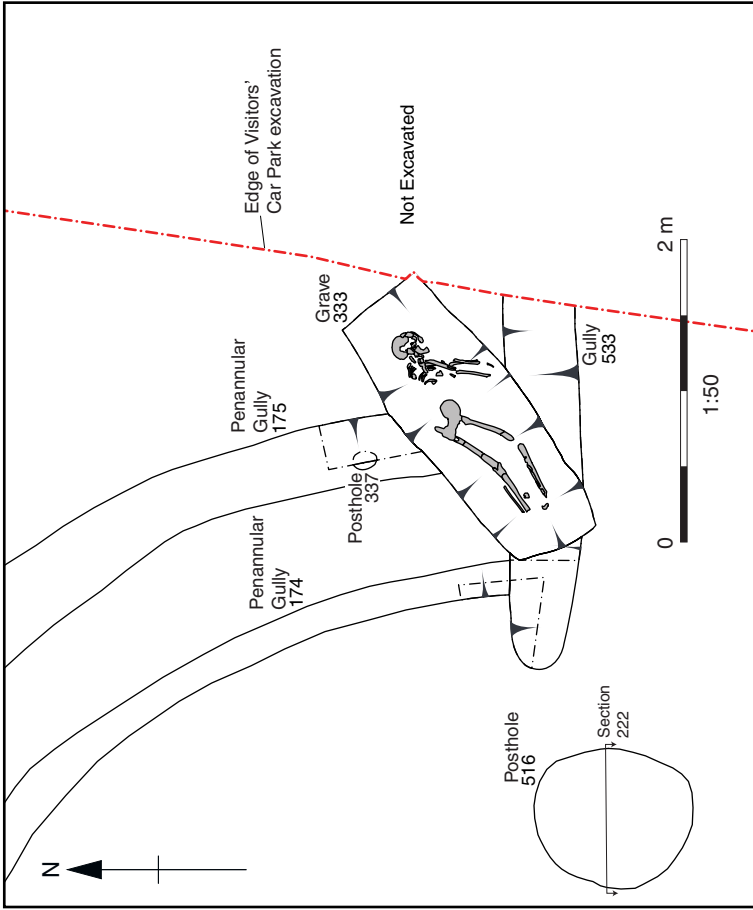 Edge of Visitors'
Car Park excavation
Not Excavated
Grave
333
Penannular
Gully
175
Posthole
337
Penannular
Gully
174
Gully
533
Posthole
516
Section
222
N
0
2 m
1:50